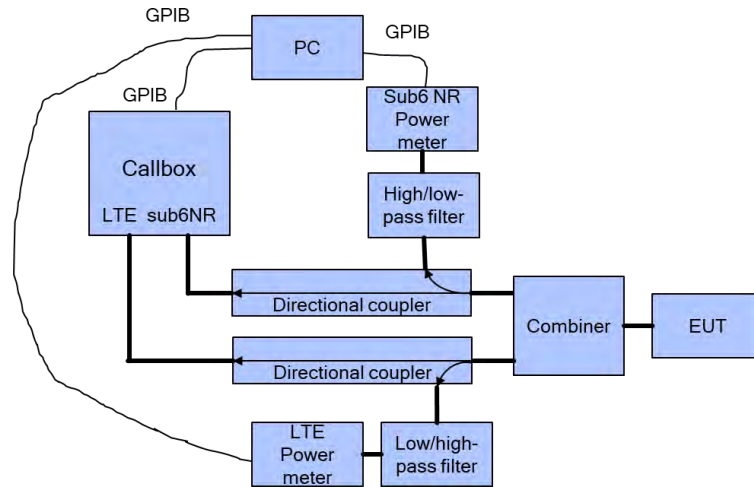 GPIB
PC
GPIB
GPIB
Sub6 NR
Power
meter
Callbox
LTE sub6NR
High/low-
pass filter
Directional coupler
Combiner
EUT
Directional coupler
LTE
Power
meter
Low/high-
pass filter